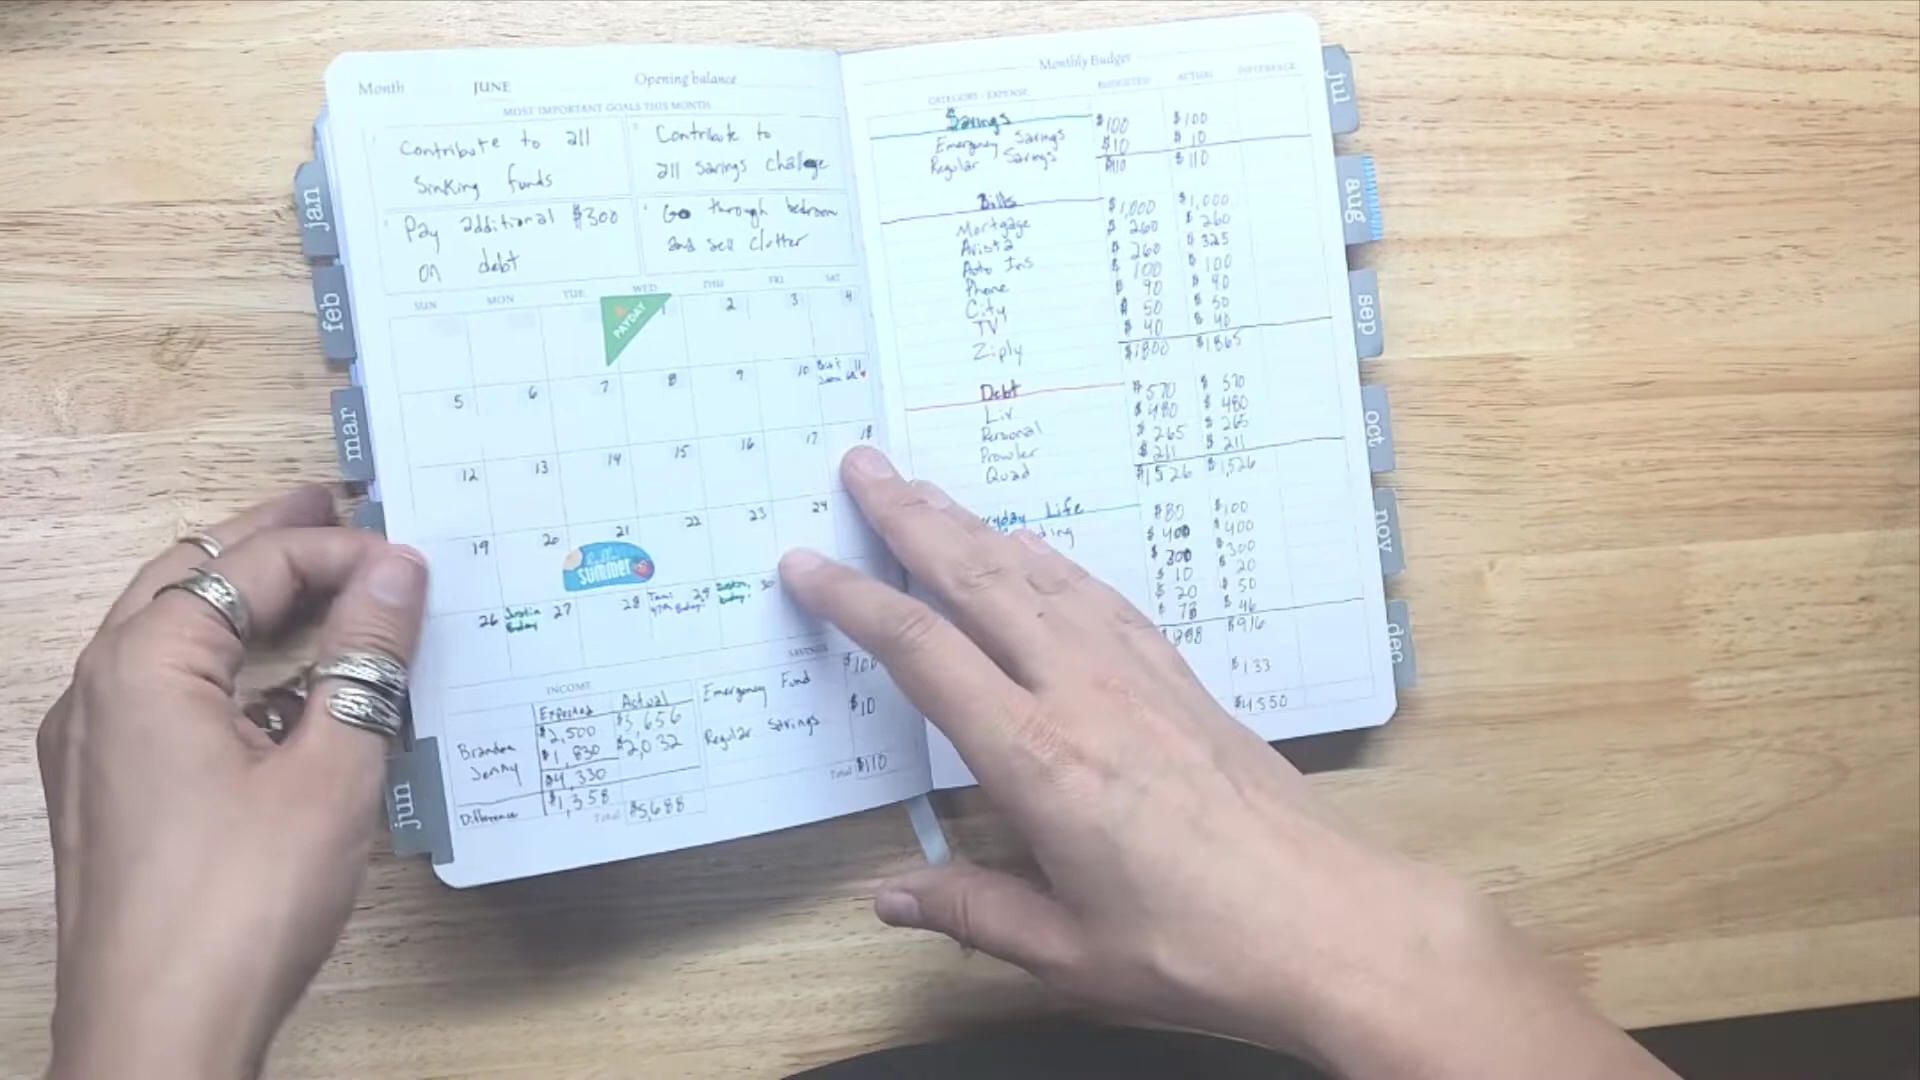 Month JUNE Opening balance
MOST IMPORTANT GOALS THIS MONTH
Contribute to all
sinking funds
Contribute to
all savings challege
Pay additional $300
on debt
Go through bedroom
and sell clutter
SUN MON TUE WED THU FRI SAT
PAYDAY 1 2 3 4
5 6 7 8 9 10 11
12 13 14 15 16 17 18
19 20 21 22 23 24
hello
SUMMER
26 27 28 29 30
INCOME
Expected Actual
Brandon $2,500 $3,656
Jenny $1,830 $2,032
$4,330
Difference $1,358
Total $5,688
SAVINGS
Emergency Fund $100
Regular Savings $10
Total $110
Monthly Budget
CATEGORY - EXPENSE BUDGETED ACTUAL DIFFERENCE
Savings
Emergency Savings $100 $100
Regular Savings $10 $10
$110 $110
Bills
Mortgage $1,000 $1,000
Avista $260 $260
Auto Ins $260 $325
Phone $100 $100
City $90 $90
TV $50 $50
Ziply $40 $40
$1800 $1865
Debt
Liv $570 $570
Personal $480 $480
Prowler $265 $265
Quad $211 $211
$1526 $1,526
Life
$80 $100
$400 $400
$300 $300
$10 $20
$20 $50
$46
$916
$133
$4550
jan
feb
mar
jun
jul
aug
sep
oct
nov
dec